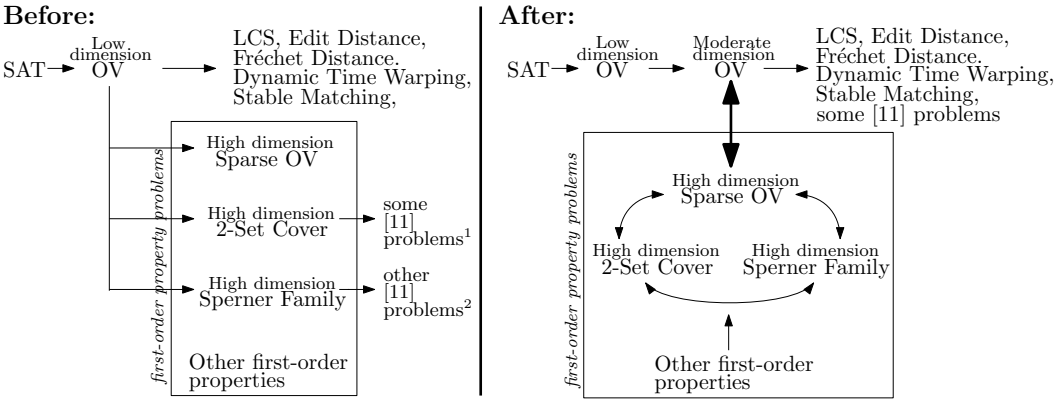 Before:
Low
dimension
SAT
OV
LCS, Edit Distance,
Fréchet Distance.
Dynamic Time Warping,
Stable Matching,
first-order property problems
High dimension
Sparse OV
High dimension
2-Set Cover
some
[11]
problems¹
High dimension
Sperner Family
other
[11]
problems²
Other first-order
properties
After:
Low
dimension
SAT
OV
Moderate
dimension
OV
LCS, Edit Distance,
Fréchet Distance.
Dynamic Time Warping,
Stable Matching,
some [11] problems
first-order property problems
High dimension
Sparse OV
High dimension
2-Set Cover
High dimension
Sperner Family
Other first-order
properties